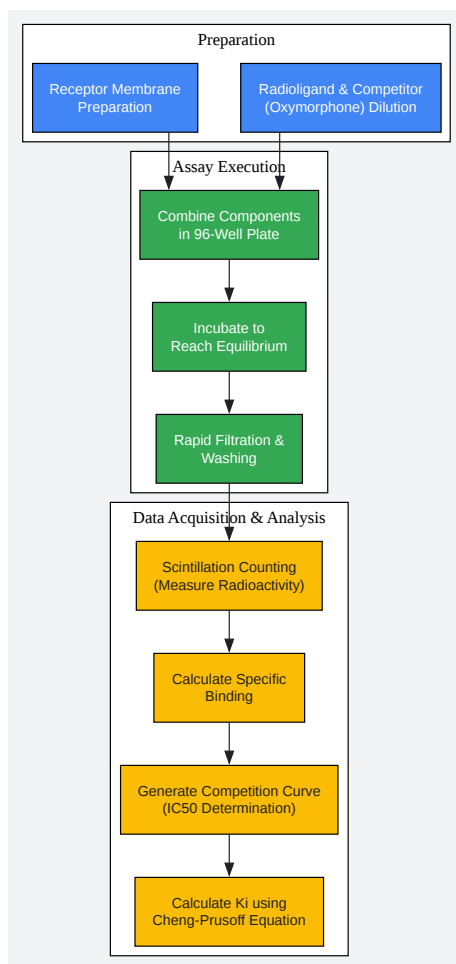 Preparation
Receptor Membrane
Preparation
Radioligand & Competitor
(Oxymorphone) Dilution
Assay Execution
Combine Components
in 96-Well Plate
Incubate to
Reach Equilibrium
Rapid Filtration &
Washing
Data Acquisition & Analysis
Scintillation Counting
(Measure Radioactivity)
Calculate Specific
Binding
Generate Competition Curve
(IC50 Determination)
Calculate Ki using
Cheng-Prusoff Equation